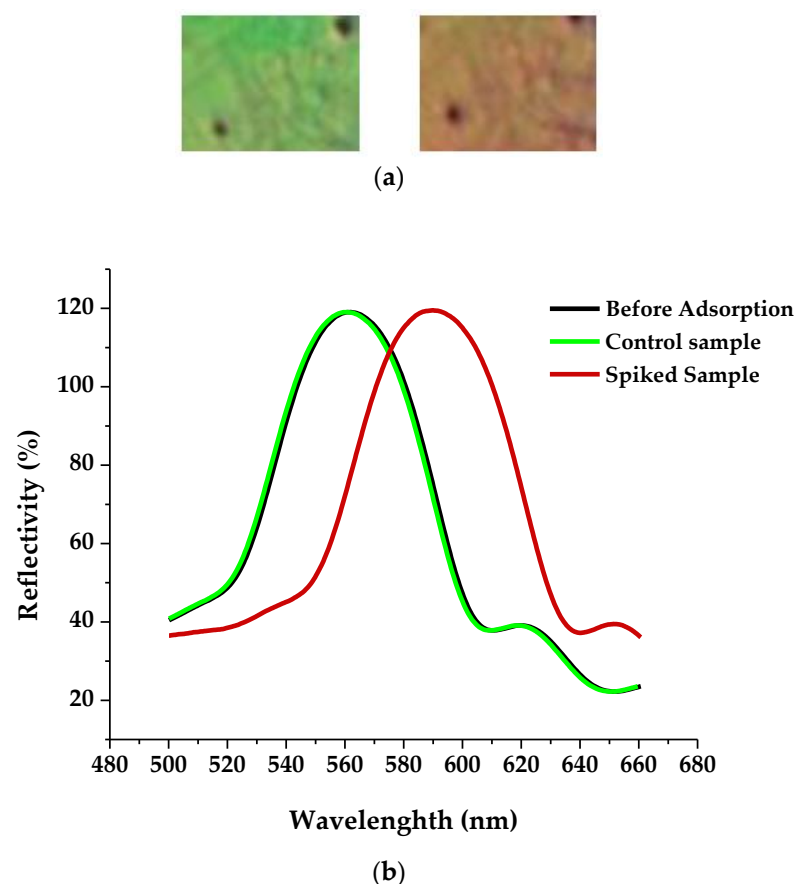 (a)
120
100
80
60
40
20
Reflectivity (%)
Before Adsorption
Control sample
Spiked Sample
480 500 520 540 560 580 600 620 640 660 680
Wavelenghth (nm)
(b)